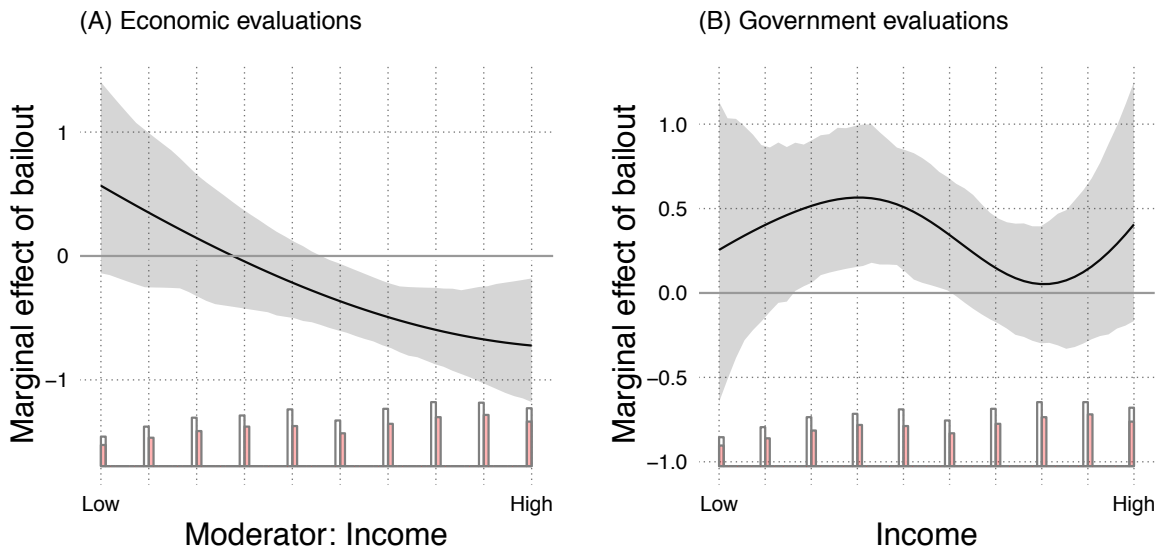 (A) Economic evaluations
Marginal effect of bailout
1
0
−1
Low
High
Moderator: Income
(B) Government evaluations
Marginal effect of bailout
1.0
0.5
0.0
−0.5
−1.0
Low
High
Income